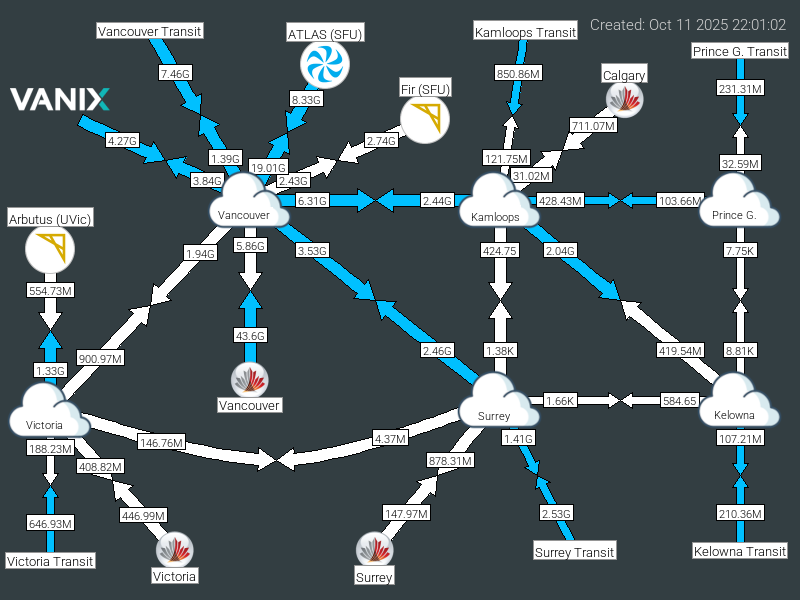 Created: Oct 11 2025 22:01:02
Vancouver Transit
ATLAS (SFU)
Kamloops Transit
Prince G. Transit
7.46G
850.86M
Calgary
231.31M
Fir (SFU)
8.33G
VANIX
4.27G
2.74G
711.07M
1.39G
19.01G
121.75M
32.59M
3.84G
2.43G
31.02M
6.31G
2.44G
428.43M
103.66M
Vancouver
Kamloops
Prince G.
Arbutus (UVic)
1.94G
5.86G
3.53G
424.75
2.04G
7.75K
554.73M
43.6G
900.97M
2.46G
1.38K
419.54M
8.81K
1.33G
Vancouver
1.66K
584.65
Victoria
Surrey
Kelowna
188.23M
146.76M
4.37M
1.41G
107.21M
408.82M
878.31M
646.93M
446.99M
147.97M
2.53G
210.36M
Victoria Transit
Victoria
Surrey
Surrey Transit
Kelowna Transit